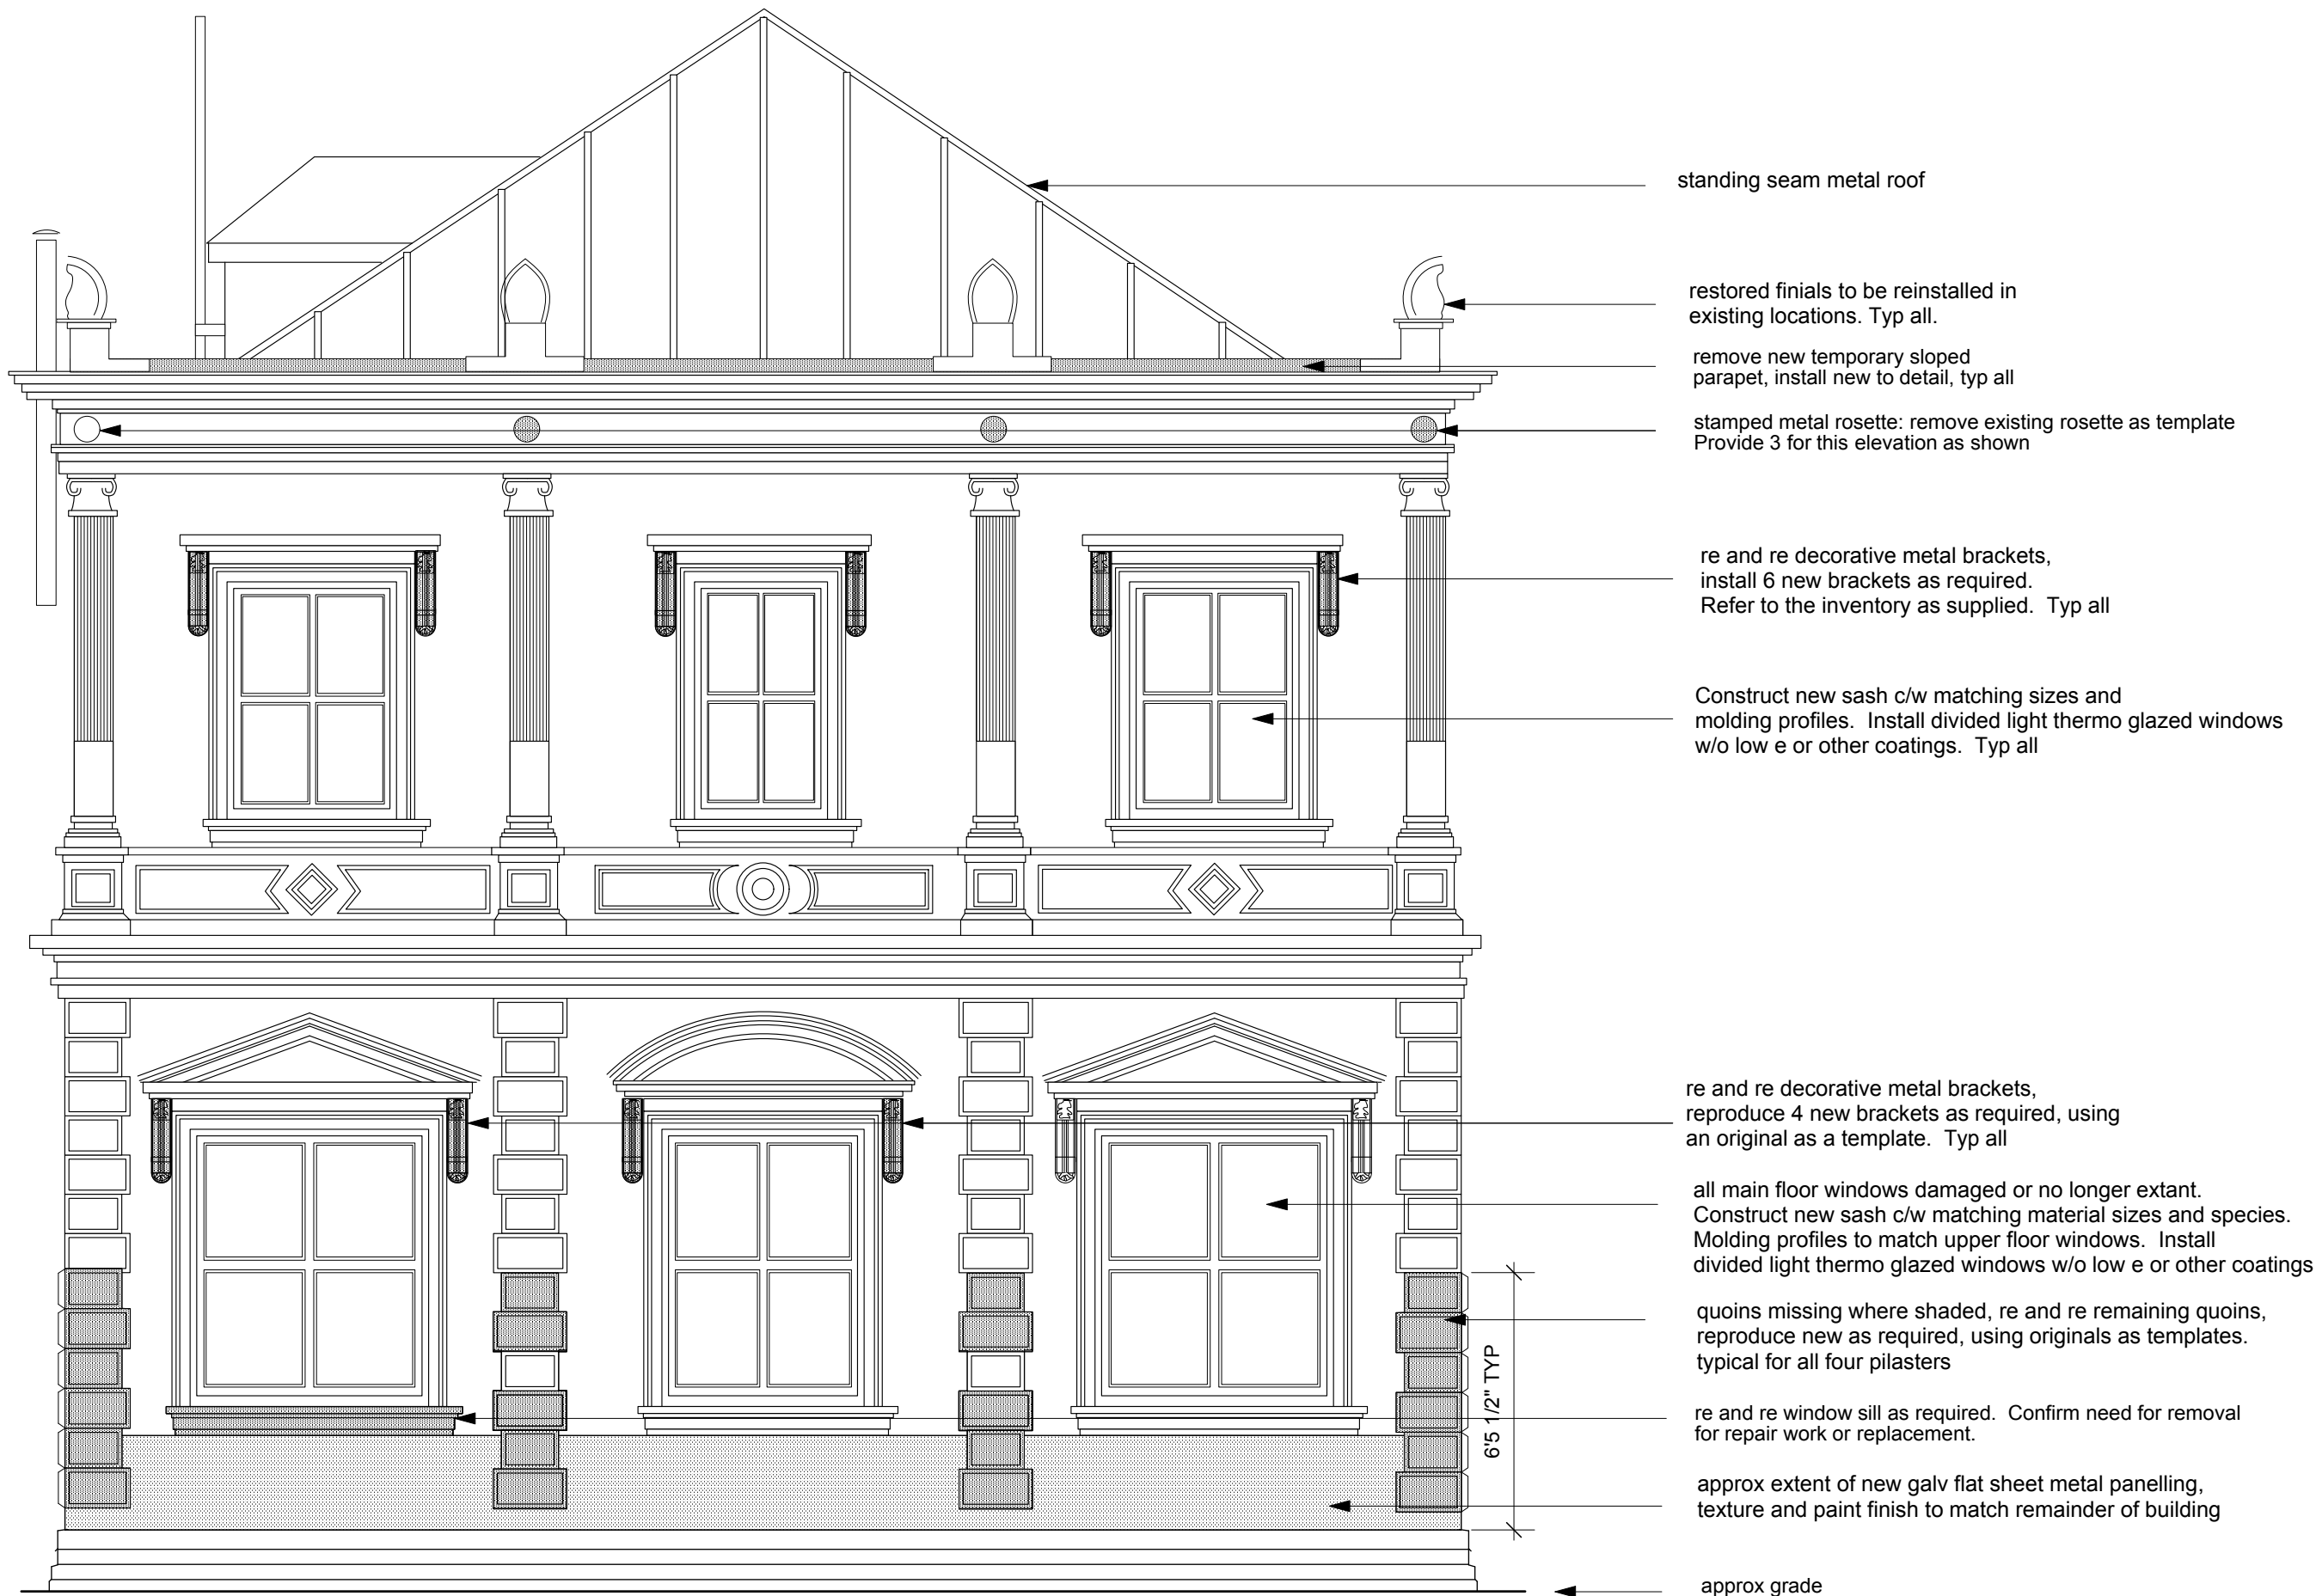 standing seam metal roof
restored finials to be reinstalled in
existing locations. Typ all.
remove new temporary sloped
parapet, install new to detail, typ all
stamped metal rosette: remove existing rosette as template
Provide 3 for this elevation as shown
re and re decorative metal brackets,
install 6 new brackets as required.
Refer to the inventory as supplied. Typ all
Construct new sash c/w matching sizes and
molding profiles. Install divided light thermo glazed windows
w/o low e or other coatings. Typ all
re and re decorative metal brackets,
reproduce 4 new brackets as required, using
an original as a template. Typ all
all main floor windows damaged or no longer extant.
Construct new sash c/w matching material sizes and species.
Molding profiles to match upper floor windows. Install
divided light thermo glazed windows w/o low e or other coatings
quoins missing where shaded, re and re remaining quoins,
reproduce new as required, using originals as templates.
typical for all four pilasters
6'5 1/2" TYP
re and re window sill as required. Confirm need for removal
for repair work or replacement.
approx extent of new galv flat sheet metal panelling,
texture and paint finish to match remainder of building
approx grade